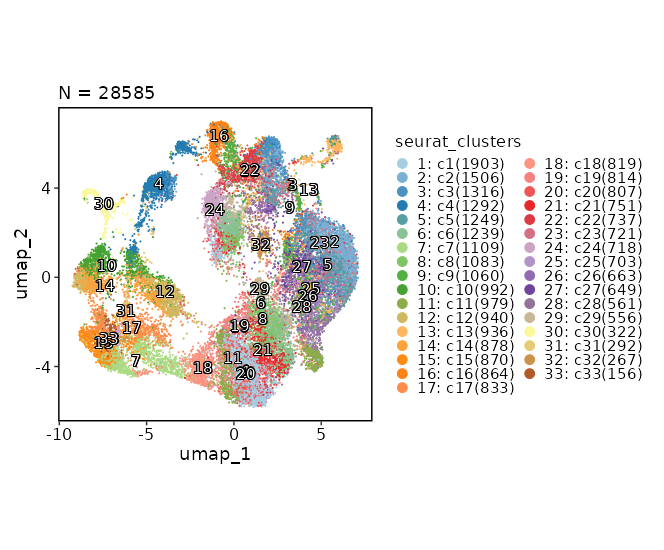 N = 28585
seurat_clusters
1: c1(1903)
2: c2(1506)
3: c3(1316)
4: c4(1292)
5: c5(1249)
6: c6(1239)
7: c7(1109)
8: c8(1083)
9: c9(1060)
10: c10(992)
11: c11(979)
12: c12(940)
13: c13(936)
14: c14(878)
15: c15(870)
16: c16(864)
17: c17(833)
18: c18(819)
19: c19(814)
20: c20(807)
21: c21(751)
22: c22(737)
23: c23(721)
24: c24(718)
25: c25(703)
26: c26(663)
27: c27(649)
28: c28(561)
29: c29(556)
30: c30(322)
31: c31(292)
32: c32(267)
33: c33(156)
16
22
4
3
13
30
24
9
32
23 2
10
27
5
14
29
25
12
26
6
28
31
8
19
17
33
21
11
7
18
20
4
0
-4
-10
-5
0
5
umap_1
umap_2